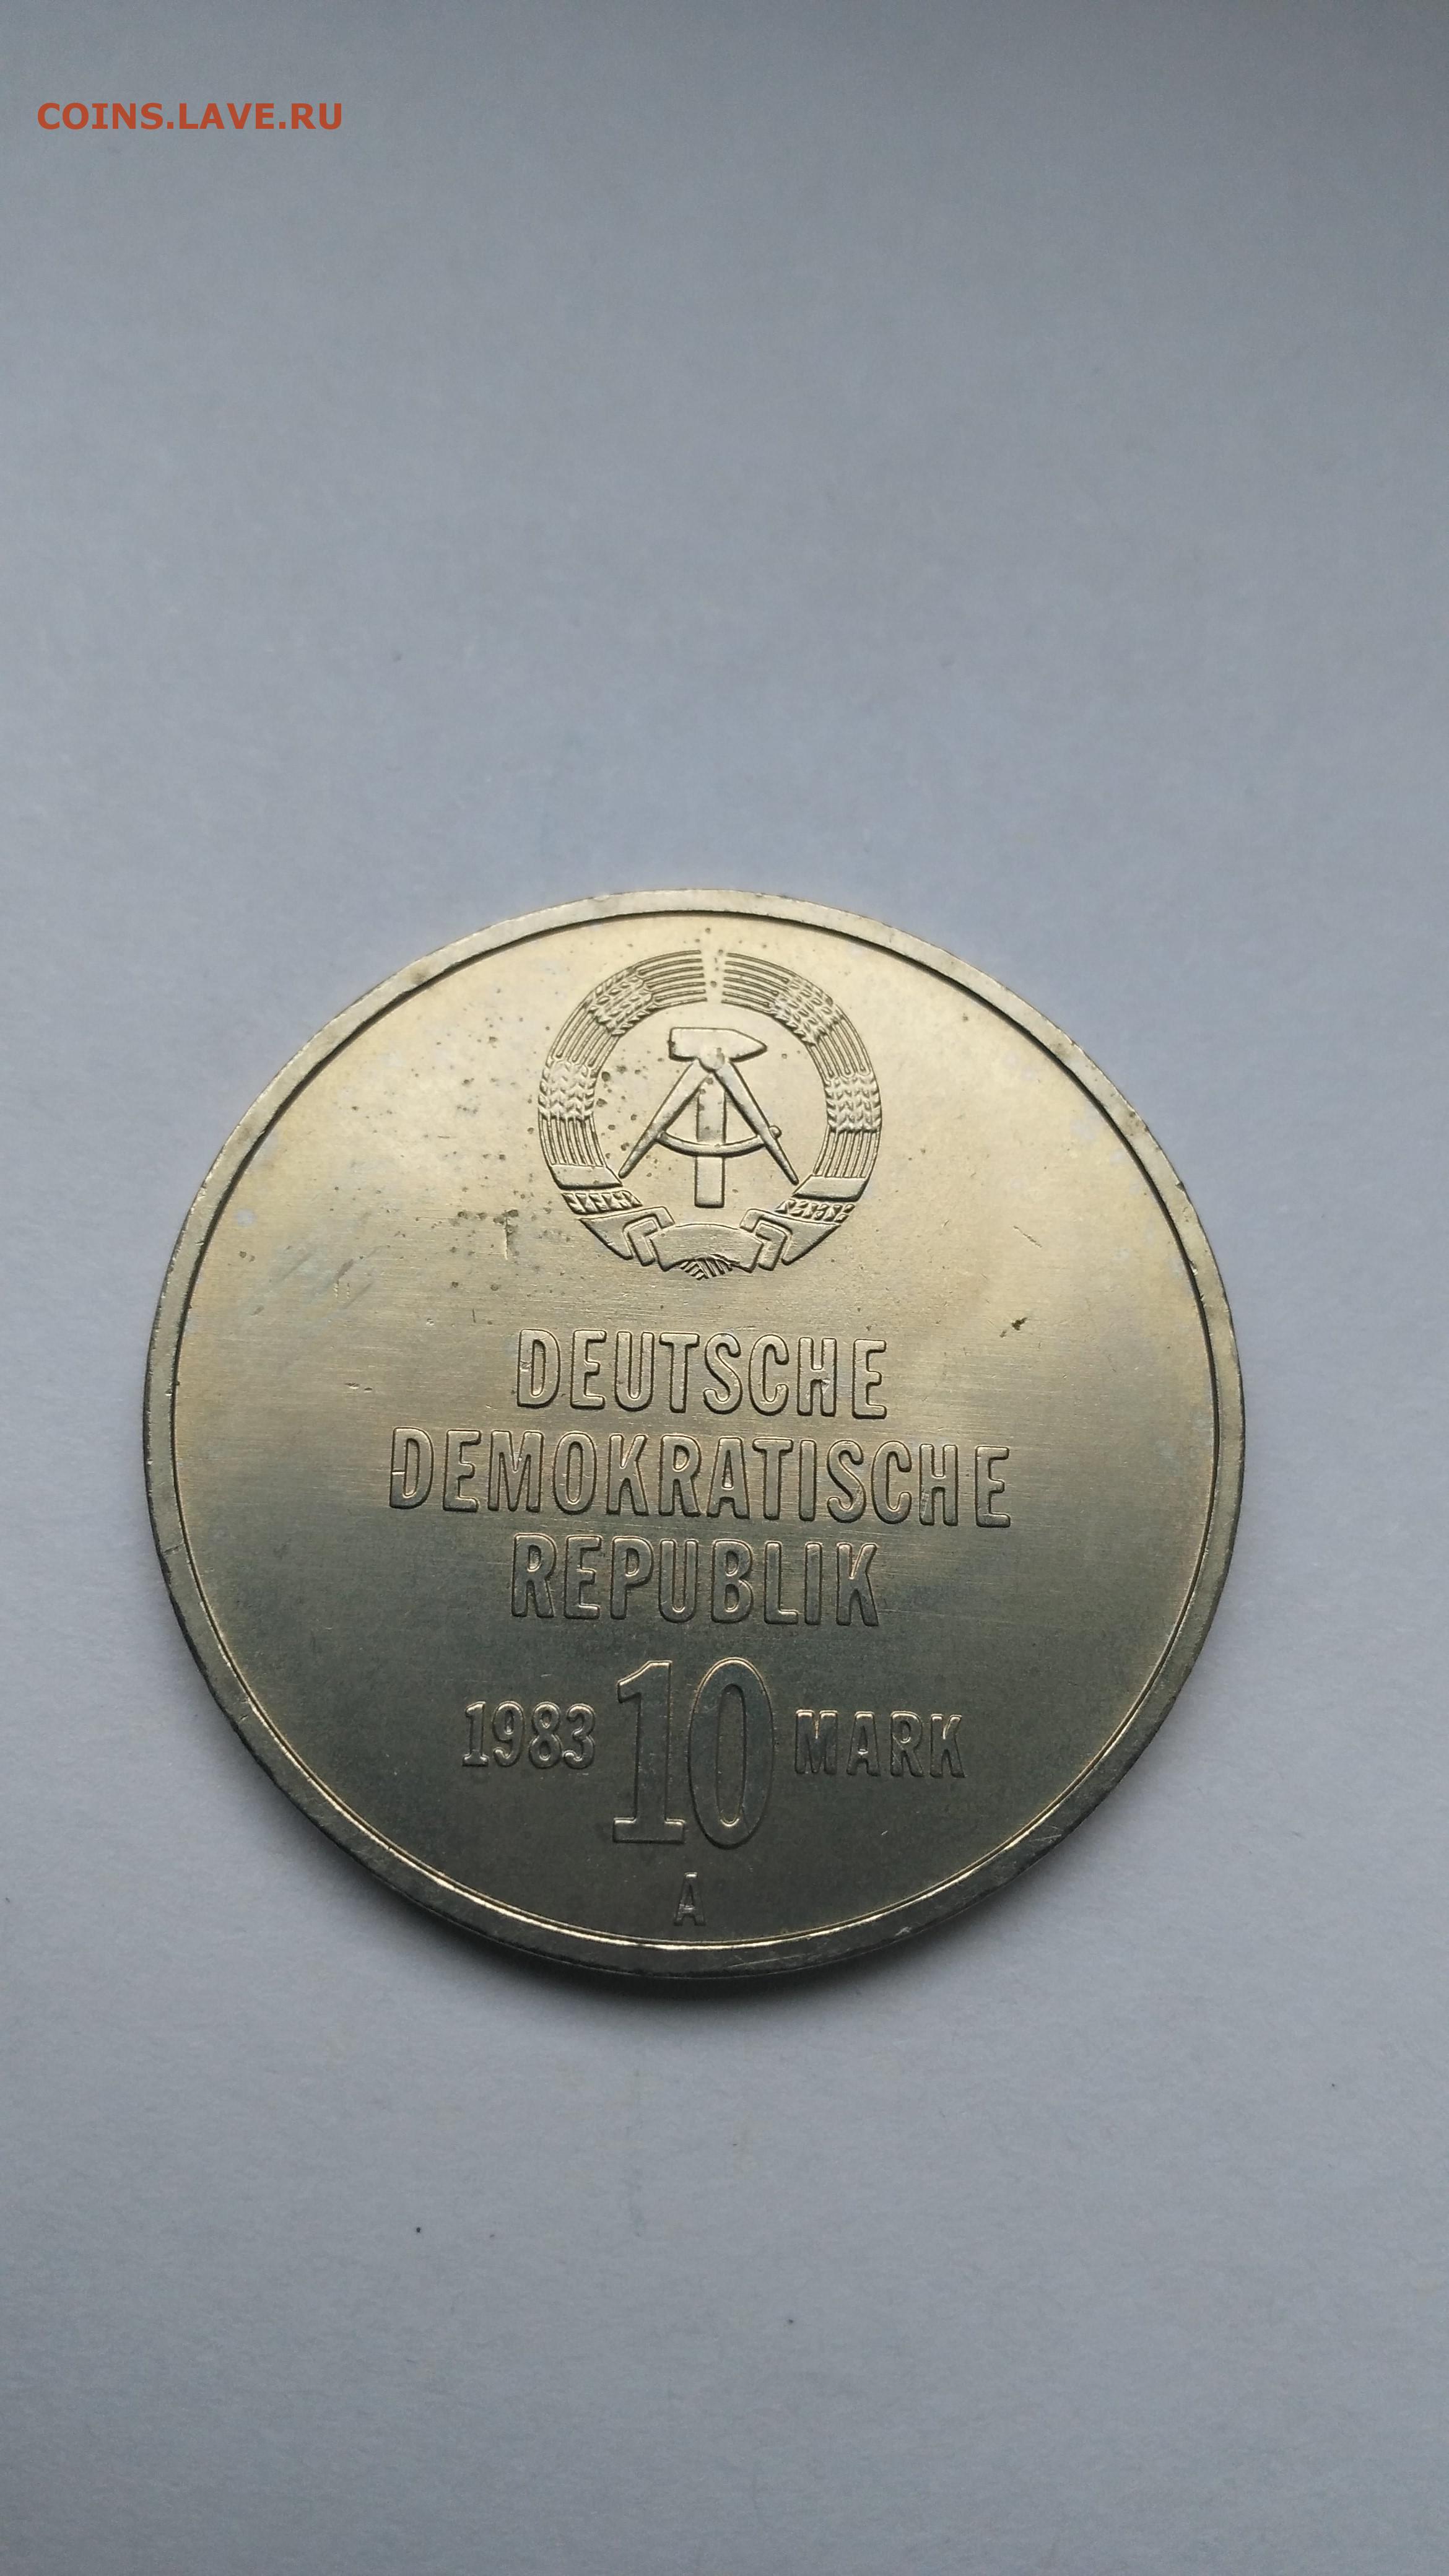 COINS.LAVE.RU
DEUTSCHE
DEMOKRATISCHE
REPUBLIK
1983 10 MARK
A